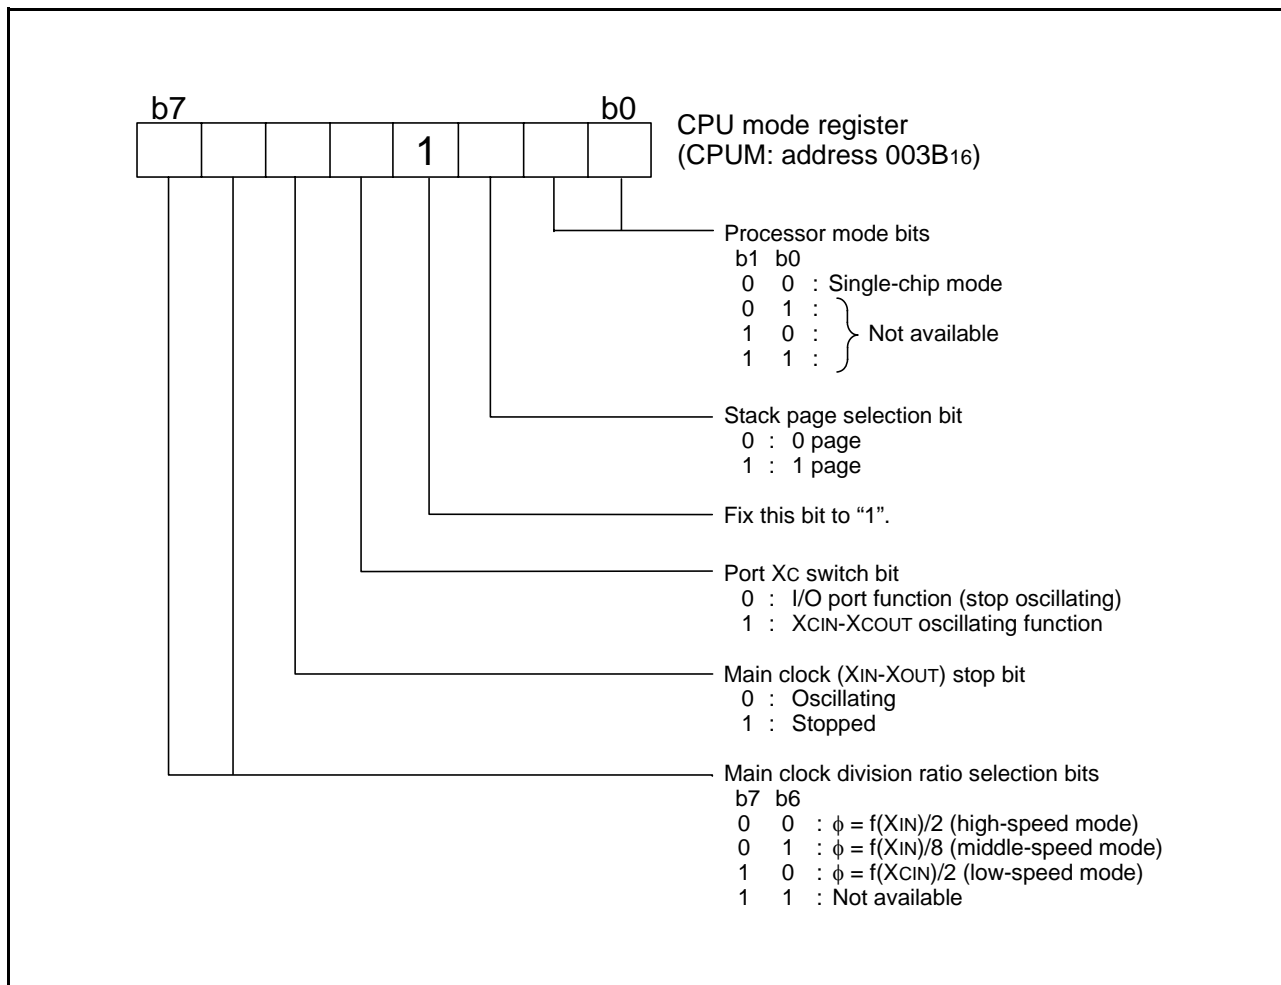 b7 b0
1
CPU mode register
(CPUM: address 003B16)
Processor mode bits
b1 b0
0 0 : Single-chip mode
0 1 :
1 0 : Not available
1 1 :
Stack page selection bit
0 : 0 page
1 : 1 page
Fix this bit to “1”.
Port XC switch bit
0 : I/O port function (stop oscillating)
1 : XCIN-XCOUT oscillating function
Main clock (XIN-XOUT) stop bit
0 : Oscillating
1 : Stopped
Main clock division ratio selection bits
b7 b6
0 0 : ϕ = f(XIN)/2 (high-speed mode)
0 1 : ϕ = f(XIN)/8 (middle-speed mode)
1 0 : ϕ = f(XCIN)/2 (low-speed mode)
1 1 : Not available